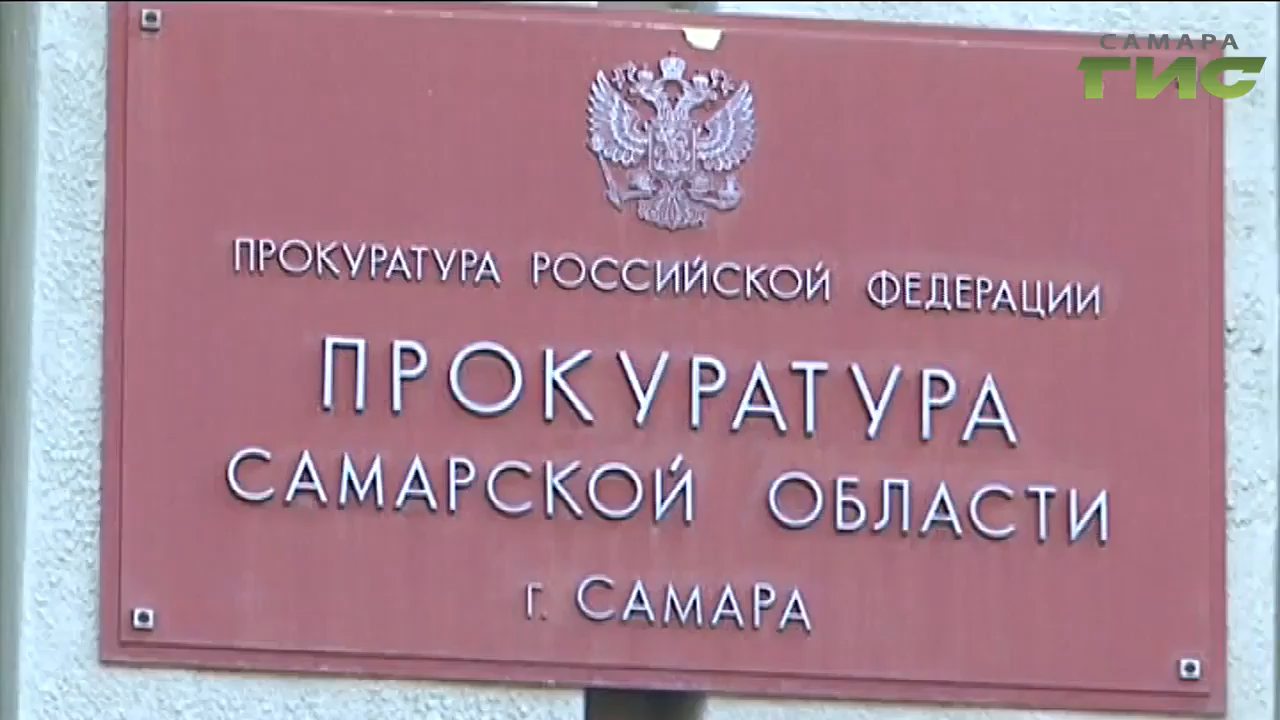 САМАРА
ГИС
ПРОКУРАТУРА РОССИЙСКОЙ ФЕДЕРАЦИИ
ПРОКУРАТУРА
САМАРСКОЙ ОБЛАСТИ
Г. САМАРА